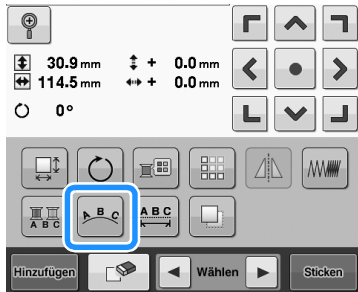 30.9 mm + 0.0 mm
114.5 mm + 0.0 mm
0°
A B C A B C A B C
Hinzufügen Wählen Sticken